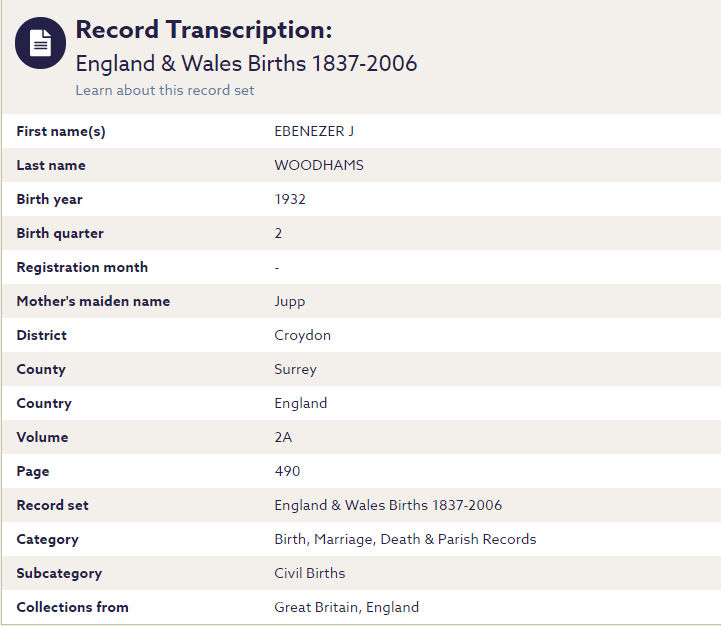 Record Transcription:
England & Wales Births 1837-2006
Learn about this record set
First name(s) EBENEZER J
Last name WOODHAMS
Birth year 1932
Birth quarter 2
Registration month -
Mother's maiden name Jupp
District Croydon
County Surrey
Country England
Volume 2A
Page 490
Record set England & Wales Births 1837-2006
Category Birth, Marriage, Death & Parish Records
Subcategory Civil Births
Collections from Great Britain, England